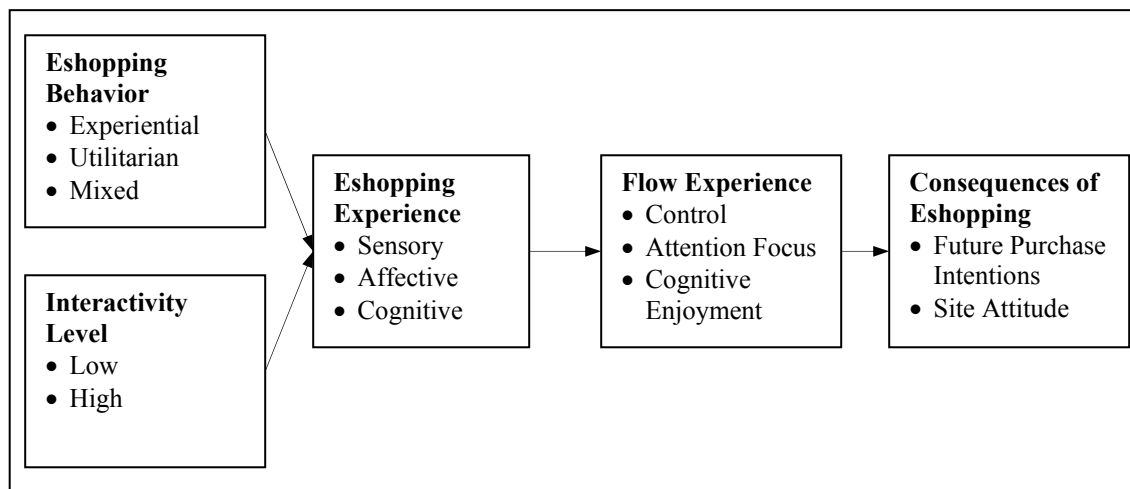 Eshopping
Behavior
• Experiential
• Utilitarian
• Mixed
Interactivity
Level
• Low
• High
Eshopping
Experience
• Sensory
• Affective
• Cognitive
Flow Experience
• Control
• Attention Focus
• Cognitive
Enjoyment
Consequences of
Eshopping
• Future Purchase
Intentions
• Site Attitude